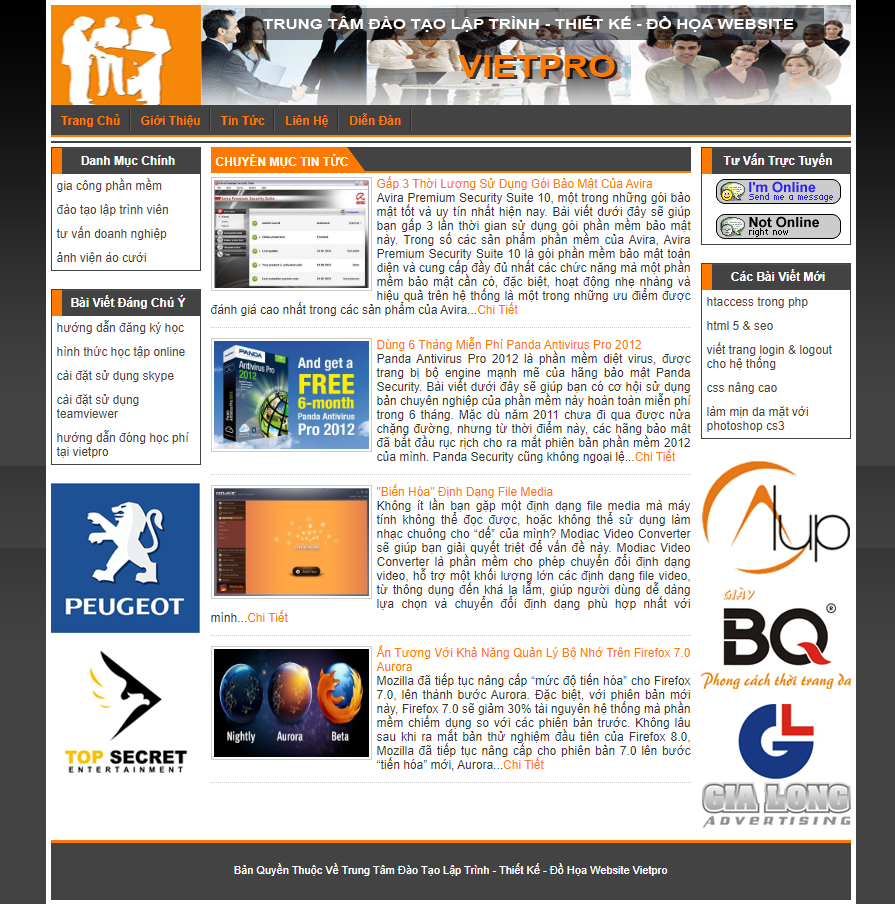 TRUNG TÂM ĐÀO TẠO LẬP TRÌNH - THIẾT KẾ - ĐỒ HỌA WEBSITE
VIETPRO
Trang Chủ
Giới Thiệu
Tin Tức
Liên Hệ
Diễn Đàn
Danh Mục Chính
gia công phần mềm
đào tạo lập trình viên
tư vấn doanh nghiệp
ảnh viện áo cưới
Bài Viết Đáng Chú Ý
hướng dẫn đăng ký học
hình thức học tập online
cài đặt sử dụng skype
cài đặt sử dụng
teamviewer
hướng dẫn đóng học phí
tại vietpro
PEUGEOT
TOP SECRET
ENTERTAINMENT
CHUYÊN MỤC TIN TỨC
Gấp 3 Thời Lượng Sử Dụng Gói Bảo Mật Của Avira
Avira Premium Security Suite 10, một trong những gói bảo
mật tốt và uy tín nhất hiện nay. Bài viết dưới đây sẽ giúp
bạn gấp 3 lần thời gian sử dụng gói phần mềm bảo mật
này. Trong số các sản phẩm phần mềm của Avira, Avira
Premium Security Suite 10 là gói phần mềm bảo mật toàn
diện và cung cấp đầy đủ nhất các chức năng mà một phần
mềm bảo mật cần có, đặc biệt, hoạt động nhẹ nhàng và
hiệu quả trên hệ thống là một trong những ưu điểm được
đánh giá cao nhất trong các sản phẩm của Avira...Chi Tiết
PANDA
Antivirus Pro
2012
And get a
FREE
6-month
Panda Antivirus
Pro 2012
Dùng 6 Tháng Miễn Phí Panda Antivirus Pro 2012
Panda Antivirus Pro 2012 là phần mềm diệt virus, được
trang bị bộ engine mạnh mẽ của hãng bảo mật Panda
Security. Bài viết dưới đây sẽ giúp bạn có cơ hội sử dụng
bản chuyên nghiệp của phần mềm này hoàn toàn miễn phí
trong 6 tháng. Mặc dù năm 2011 chưa đi qua được nửa
chặng đường, nhưng từ thời điểm này, các hãng bảo mật
đã bắt đầu rục rịch cho ra mắt phiên bản phần mềm 2012
của mình. Panda Security cũng không ngoại lệ...Chi Tiết
"Biến Hóa" Định Dạng File Media
Không ít lần bạn gặp một định dạng file media mà máy
tính không thể đọc được, hoặc không thể sử dụng làm
nhạc chuông cho “dế” của mình? Modiac Video Converter
sẽ giúp bạn giải quyết triệt để vấn đề này. Modiac Video
Converter là phần mềm cho phép chuyển đổi định dạng
video, hỗ trợ một khối lượng lớn các định dạng file video,
từ thông dụng đến khá lạ lẫm, giúp người dùng dễ dàng
lựa chọn và chuyển đổi định dạng phù hợp nhất với
mình...Chi Tiết
Nightly
Aurora
Beta
Ấn Tượng Với Khả Năng Quản Lý Bộ Nhớ Trên Firefox 7.0
Aurora
Mozilla đã tiếp tục nâng cấp “mức độ tiến hóa” cho Firefox
7.0, lên thành bước Aurora. Đặc biệt, với phiên bản mới
này, Firefox 7.0 sẽ giảm 30% tài nguyên hệ thống mà phần
mềm chiếm dụng so với các phiên bản trước. Không lâu
sau khi ra mắt bản thử nghiệm đầu tiên của Firefox 8.0,
Mozilla đã tiếp tục nâng cấp cho phiên bản 7.0 lên bước
“tiến hóa” mới, Aurora...Chi Tiết
Tư Vấn Trực Tuyến
I'm Online
Send me a message
Not Online
right now
Các Bài Viết Mới
htaccess trong php
html 5 & seo
viết trang login & logout
cho hệ thống
css nâng cao
làm mịn da mặt với
photoshop cs3
GIÀY
BQ®
Phong cách thời trang da
GL
GIA LONG
ADVERTISING
Bản Quyền Thuộc Về Trung Tâm Đào Tạo Lập Trình - Thiết Kế - Đồ Họa Website Vietpro